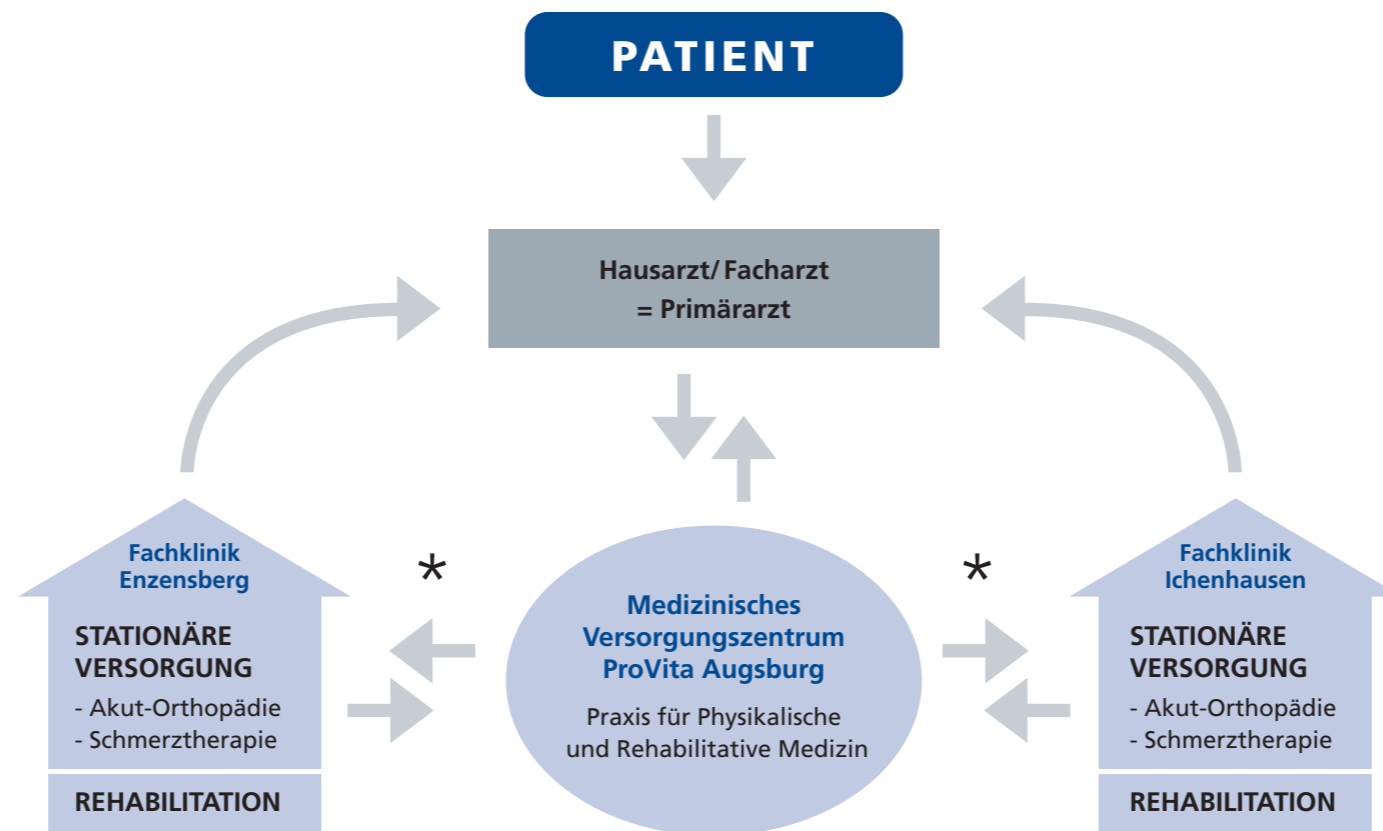 PATIENT
Hausarzt/Facharzt
= Primärarzt
Fachklinik
Enzensberg
STATIONÄRE
VERSORGUNG
- Akut-Orthopädie
- Schmerztherapie
REHABILITATION
*
Medizinisches
Versorgungszentrum
ProVita Augsburg
Praxis für Physikalische
und Rehabilitative Medizin
*
Fachklinik
Ichenhausen
STATIONÄRE
VERSORGUNG
- Akut-Orthopädie
- Schmerztherapie
REHABILITATION